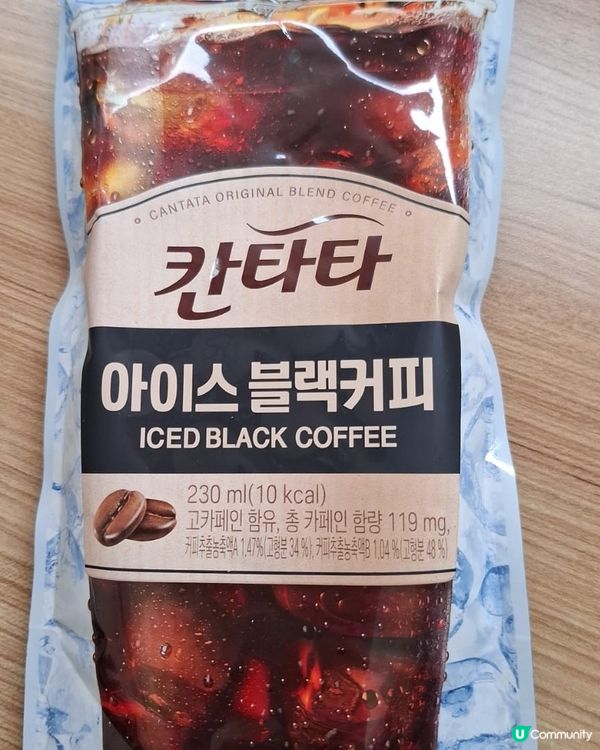 CANTATA ORIGINAL BLEND COFFEE
칸타타
아이스 블랙커피
ICED BLACK COFFEE
230 ml(10 kcal)
고카페인 함유, 총 카페인 함량 119 mg,
커피추출농축액A 1.47%(고형분 34 %), 커피추출농축액B 1.04 %(고형분 48 %)
U Community